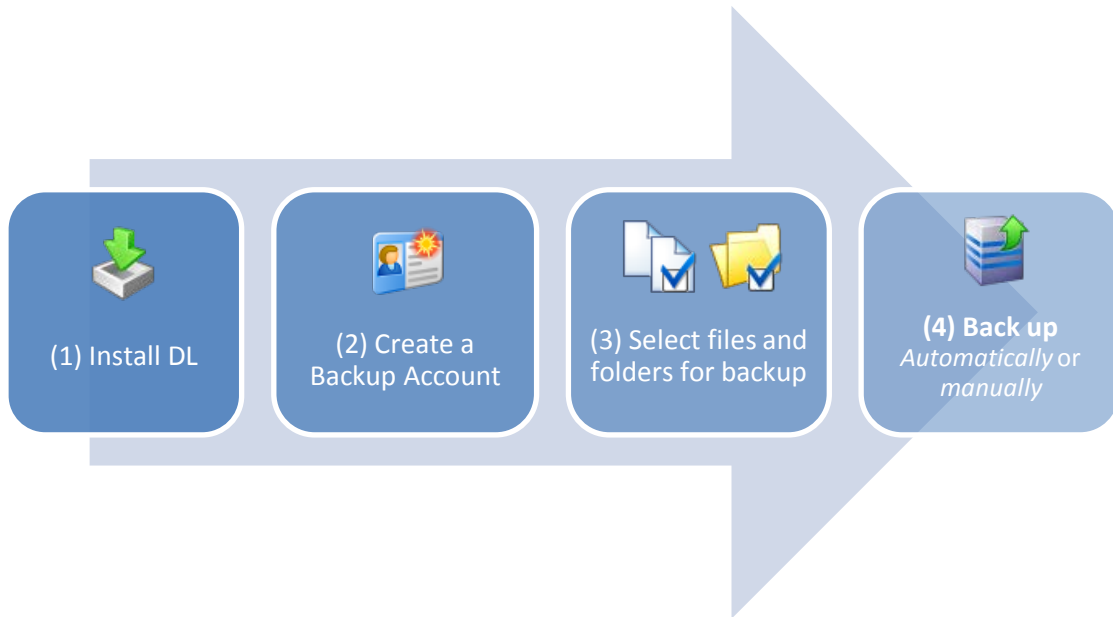 (1) Install DL
(2) Create a
Backup Account
(3) Select files and
folders for backup
(4) Back up
Automatically or
manually